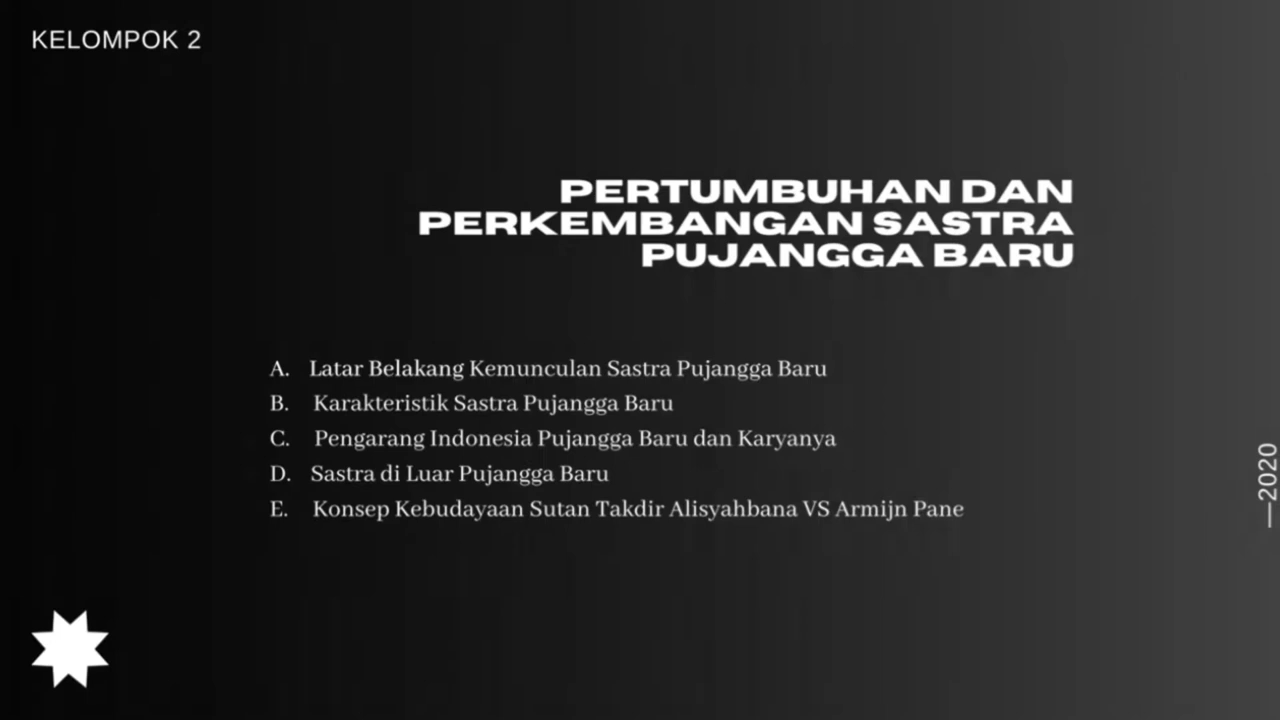 KELOMPOK 2
PERTUMBUHAN DAN
PERKEMBANGAN SASTRA
PUJANGGA BARU
A. Latar Belakang Kemunculan Sastra Pujangga Baru
B. Karakteristik Sastra Pujangga Baru
C. Pengarang Indonesia Pujangga Baru dan Karyanya
D. Sastra di Luar Pujangga Baru
E. Konsep Kebudayaan Sutan Takdir Alisyahbana VS Armijn Pane
—2020